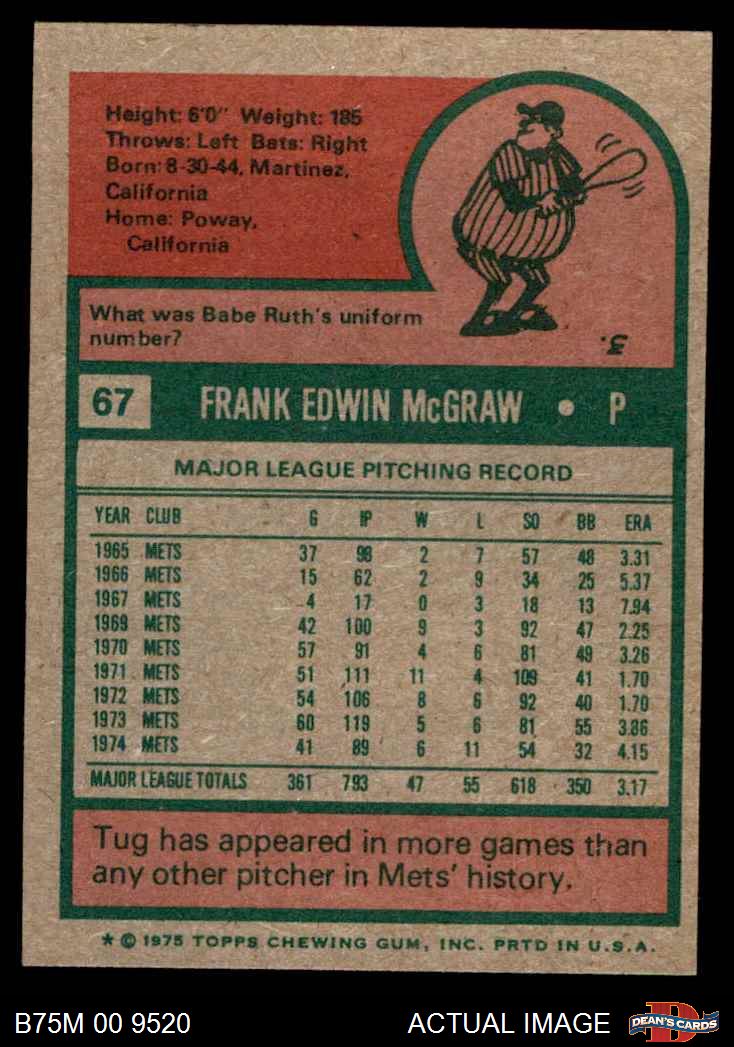 Height: 6'0" Weight: 185
Throws: Left Bats: Right
Born: 8-30-44, Martinez,
California
Home: Poway,
California
What was Babe Ruth's uniform
number?
3.
67 FRANK EDWIN McGRAW • P
MAJOR LEAGUE PITCHING RECORD
YEAR CLUB G IP W L SO BB ERA
1965 METS 37 98 2 7 57 48 3.31
1966 METS 15 62 2 9 34 25 5.37
1967 METS 4 17 0 3 18 13 7.94
1969 METS 42 100 9 3 92 47 2.25
1970 METS 57 91 4 6 81 49 3.26
1971 METS 51 111 11 4 109 41 1.70
1972 METS 54 106 8 6 92 40 1.70
1973 METS 60 119 5 6 81 55 3.86
1974 METS 41 89 6 11 54 32 4.15
MAJOR LEAGUE TOTALS 361 793 47 55 618 350 3.17
Tug has appeared in more games than
any other pitcher in Mets' history.
* © 1975 TOPPS CHEWING GUM, INC. PRTD IN U.S.A.
B75M 00 9520 ACTUAL IMAGE D DEAN'S CARDS